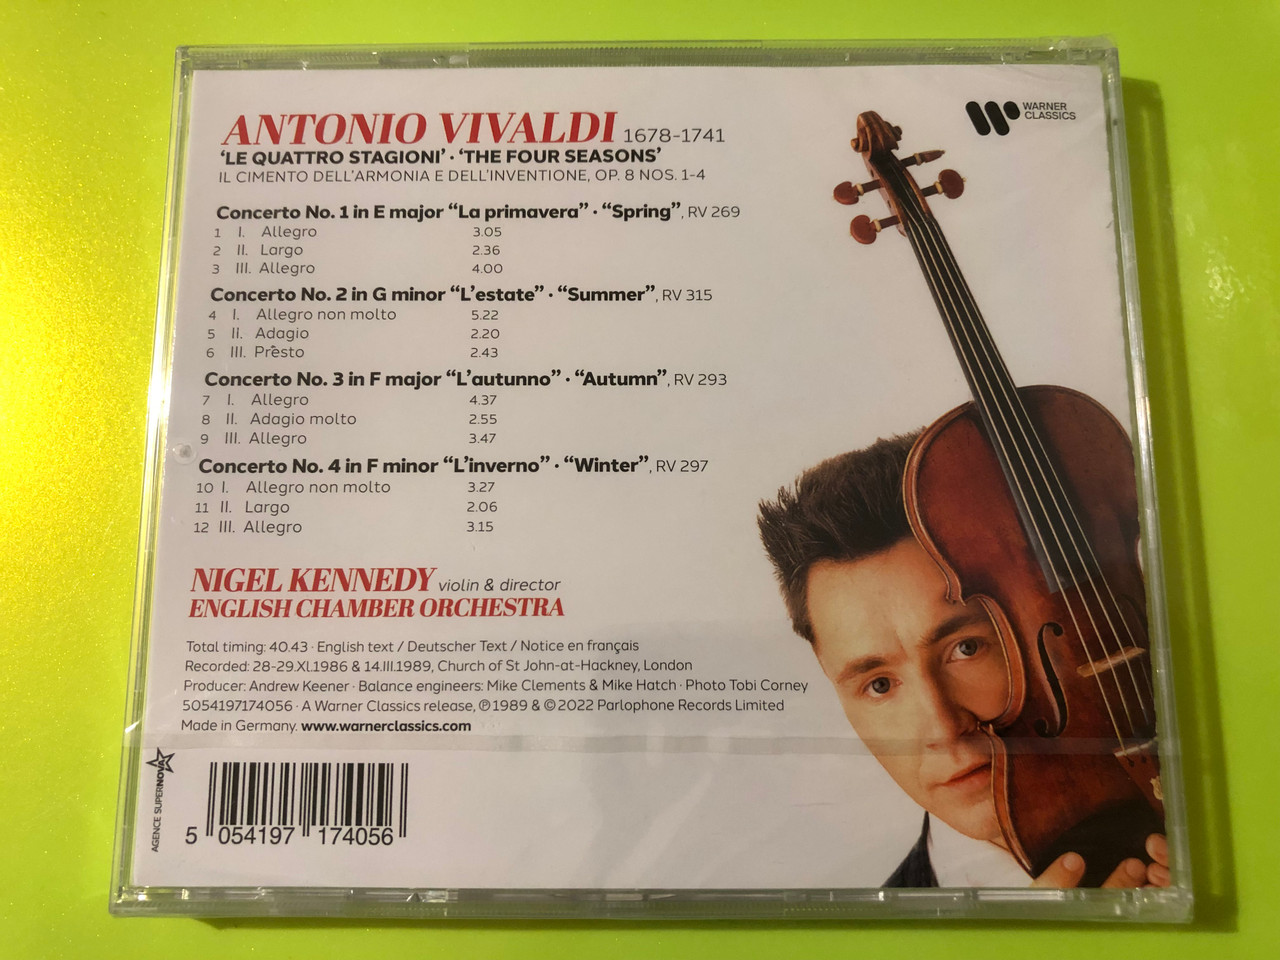 ANTONIO VIVALDI 1678-1741
WARNER
CLASSICS
‘LE QUATTRO STAGIONI’ · ‘THE FOUR SEASONS’
IL CIMENTO DELL’ARMONIA E DELL’INVENTIONE, OP. 8 NOS. 1-4
Concerto No. 1 in E major “La primavera” · “Spring”, RV 269
1 I. Allegro 3.05
2 II. Largo 2.36
3 III. Allegro 4.00
Concerto No. 2 in G minor “L’estate” · “Summer”, RV 315
4 I. Allegro non molto 5.22
5 II. Adagio 2.20
6 III. Presto 2.43
Concerto No. 3 in F major “L’autunno” · “Autumn”, RV 293
7 I. Allegro 4.37
8 II. Adagio molto 2.55
9 III. Allegro 3.47
Concerto No. 4 in F minor “L’inverno” · “Winter”, RV 297
10 I. Allegro non molto 3.27
11 II. Largo 2.06
12 III. Allegro 3.15
NIGEL KENNEDY violin & director
ENGLISH CHAMBER ORCHESTRA
Total timing: 40.43 · English text / Deutscher Text / Notice en français
Recorded: 28-29.XI.1986 & 14.III.1989, Church of St John-at-Hackney, London
Producer: Andrew Keener · Balance engineers: Mike Clements & Mike Hatch · Photo Tobi Corney
5054197174056 · A Warner Classics release, ℗1989 & ©2022 Parlophone Records Limited
Made in Germany. www.warnerclassics.com
AGENCE SUPERNOVA
5 054197 174056